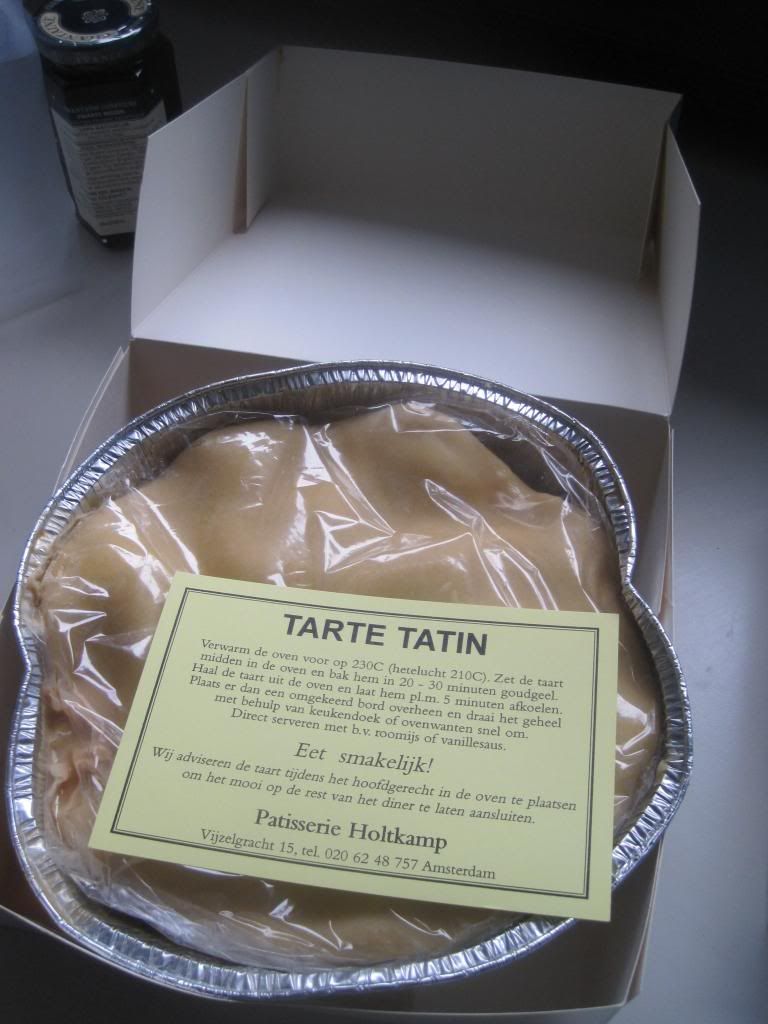 TARTE TATIN
Verwarm de oven voor op 230C (hetelucht 210C). Zet de taart
midden in de oven en bak hem in 20 - 30 minuten goudgeel.
Haal de taart uit de oven en laat hem pl.m. 5 minuten afkoelen.
Plaats er dan een omgekeerd bord overheen en draai het geheel
met behulp van keukendoek of ovenwanten snel om.
Direct serveren met b.v. roomijs of vanillesaus.
Eet smakelijk!
Wij adviseren de taart tijdens het hoofdgerecht in de oven te plaatsen
om het mooi op de rest van het diner te laten aansluiten.
Patisserie Holtkamp
Vijzelgracht 15, tel. 020 62 48 757 Amsterdam